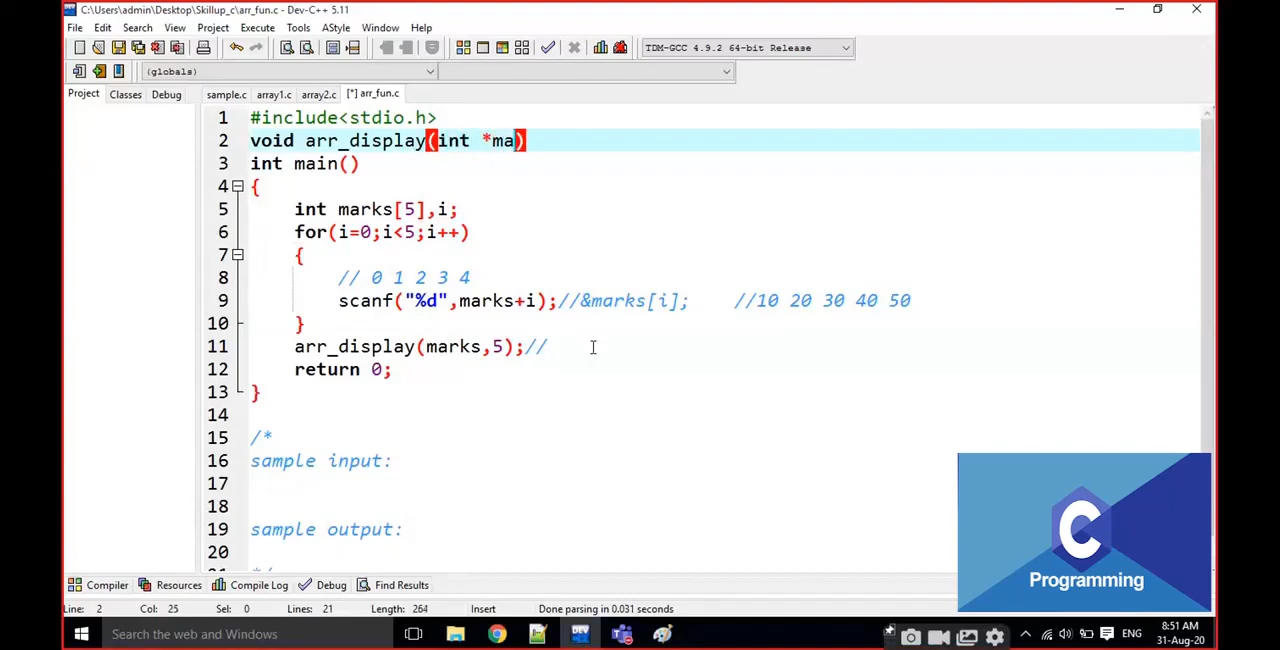 C:\Users\admin\Desktop\Skillup_c\arr_fun.c - Dev-C++ 5.11
File Edit Search View Project Execute Tools AStyle Window Help
TDM-GCC 4.9.2 64-bit Release
(globals)
Project Classes Debug sample.c array1.c array2.c [*] arr_fun.c
1 #include<stdio.h>
2 void arr_display(int *ma)
3 int main()
4 {
5 int marks[5],i;
6 for(i=0;i<5;i++)
7 {
8 // 0 1 2 3 4
9 scanf("%d",marks+i);//&marks[i]; //10 20 30 40 50
10 }
11 arr_display(marks,5);//
12 return 0;
13 }
14
15 /*
16 sample input:
17
18
19 sample output:
20
C
Programming
Compiler Resources Compile Log Debug Find Results
Line: 2 Col: 25 Sel: 0 Lines: 21 Length: 264 Insert Done parsing in 0.031 seconds
Search the web and Windows
DEV
ENG
8:51 AM
31-Aug-20